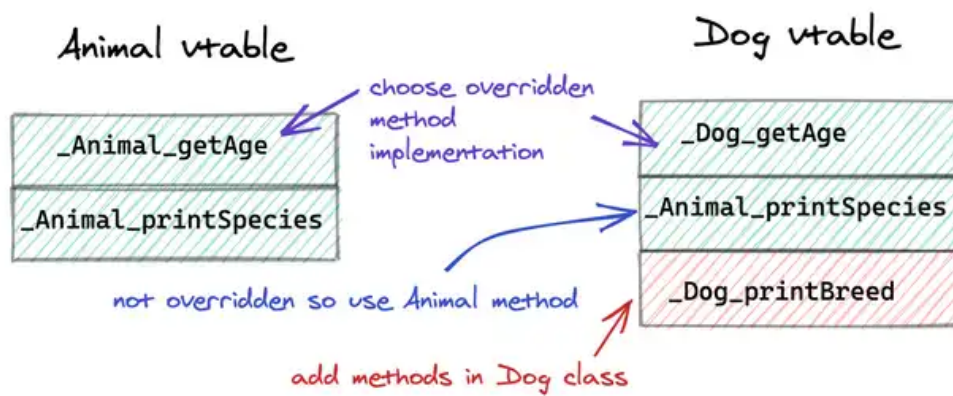 Animal vtable
Dog vtable
choose overridden
method
implementation
_Animal_getAge
_Animal_printSpecies
_Dog_getAge
_Animal_printSpecies
_Dog_printBreed
not overridden so use Animal method
add methods in Dog class